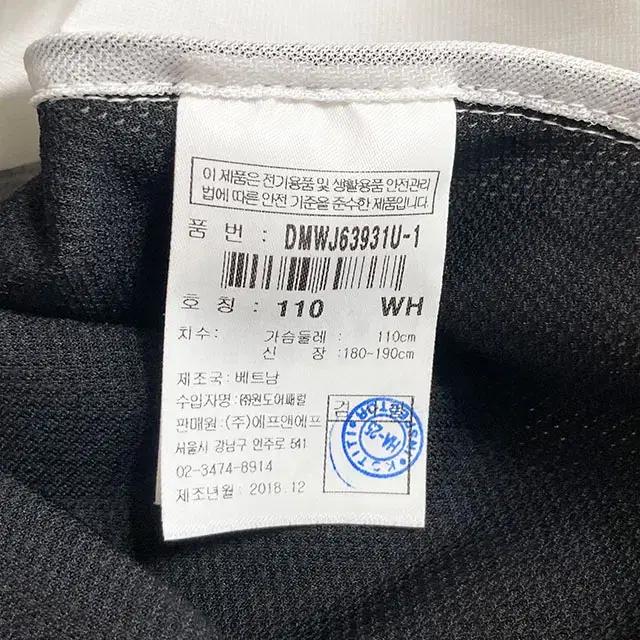 이 제품은 전기용품 및 생활용품 안전관리
법에 따른 안전 기준을 준수한 제품입니다.
품 번 : DMWJ63931U-1
호 칭 : 110 WH
치수 : 가슴둘레 : 110cm
신 장 : 180~190cm
제조국 : 베트남
수입자명 : ㈜원도어패럴
판매원 : (주)에프앤에프
서울시 강남구 언주로 541
02-3474-8914
제조년월 : 2018.12
검
KOTITI